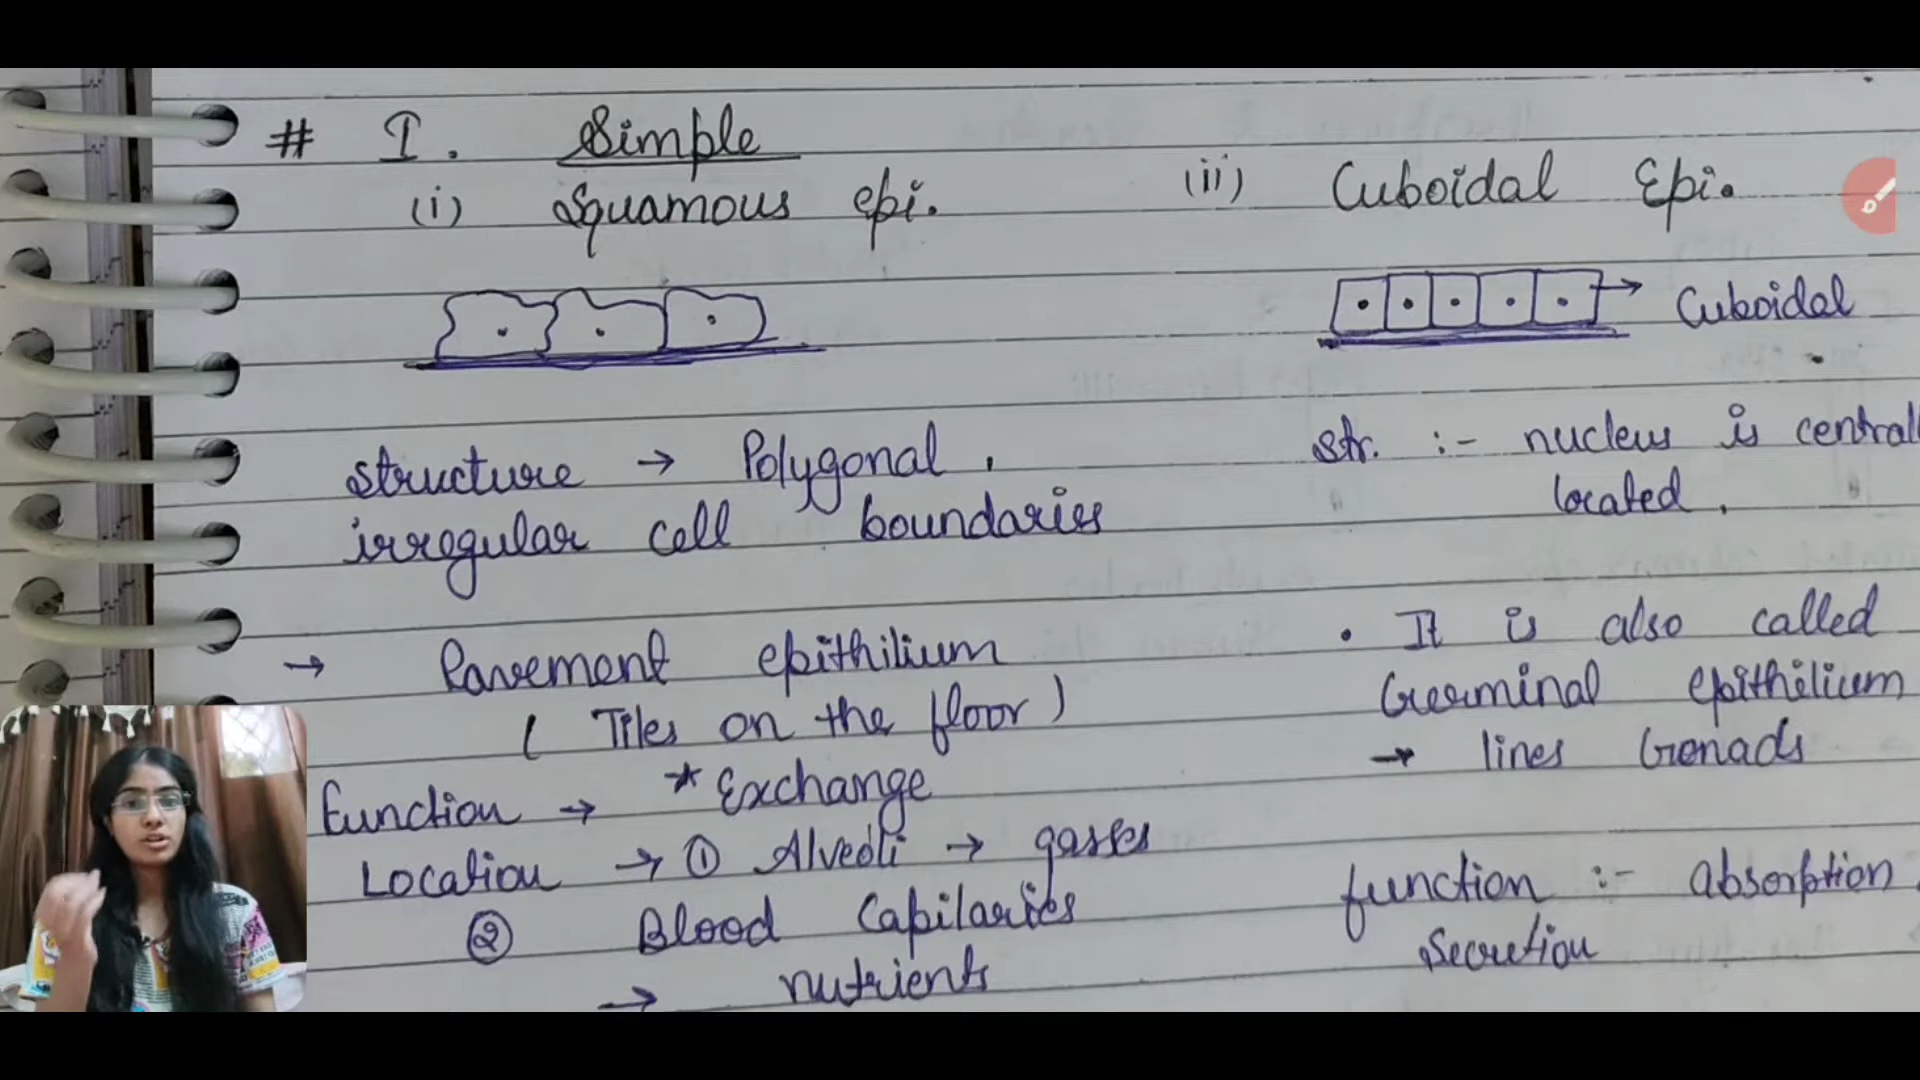 # I. Simple
(i) Squamous epi.
structure → Polygonal,
irregular cell boundaries
→ Pavement epithilium
( Tiles on the floor )
Function → * Exchange
Location → ① Alveoli → gasses
② Blood Capilaries
→ nutrients
(ii) Cuboidal Epi.
→ Cuboidal
str. :- nucleus is central
located.
• It is also called
Germinal epithilium
→ lines Gonads
function :- absorption
secretion